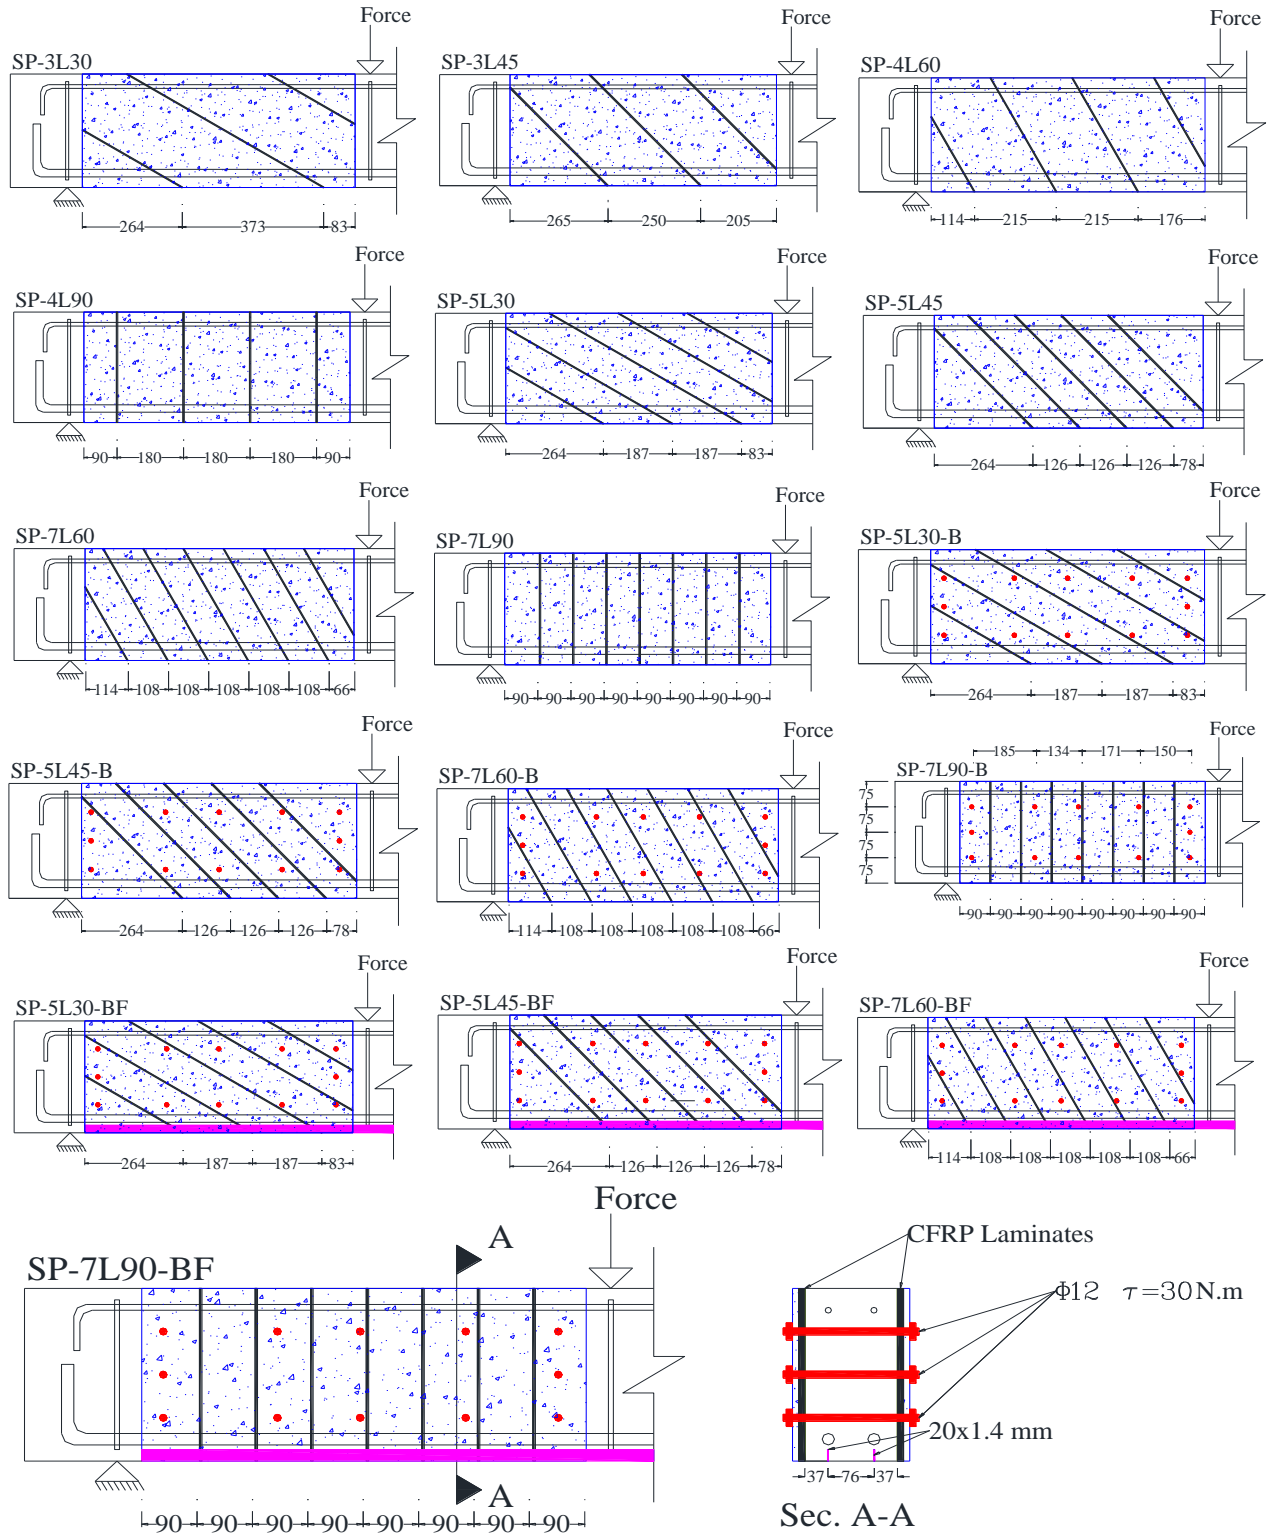 Force
SP-3L30
264 373 83
Force
SP-3L45
265 250 205
Force
SP-4L60
114 215 215 176
Force
SP-4L90
90 180 180 180 90
Force
SP-5L30
264 187 187 83
Force
SP-5L45
264 126 126 126 78
Force
SP-7L60
114 108 108 108 108 108 66
Force
SP-7L90
90 90 90 90 90 90 90 90
Force
SP-5L30-B
264 187 187 83
Force
SP-5L45-B
264 126 126 126 78
Force
SP-7L60-B
114 108 108 108 108 108 66
Force
185 134 171 150
SP-7L90-B
75
75
75
75
90 90 90 90 90 90 90 90
Force
SP-5L30-BF
264 187 187 83
Force
SP-5L45-BF
264 126 126 126 78
Force
SP-7L60-BF
114 108 108 108 108 108 66
Force
A
SP-7L90-BF
A
90 90 90 90 90 90 90 90
CFRP Laminates
Φ12 τ=30N.m
20x1.4 mm
37 76 37
Sec. A-A